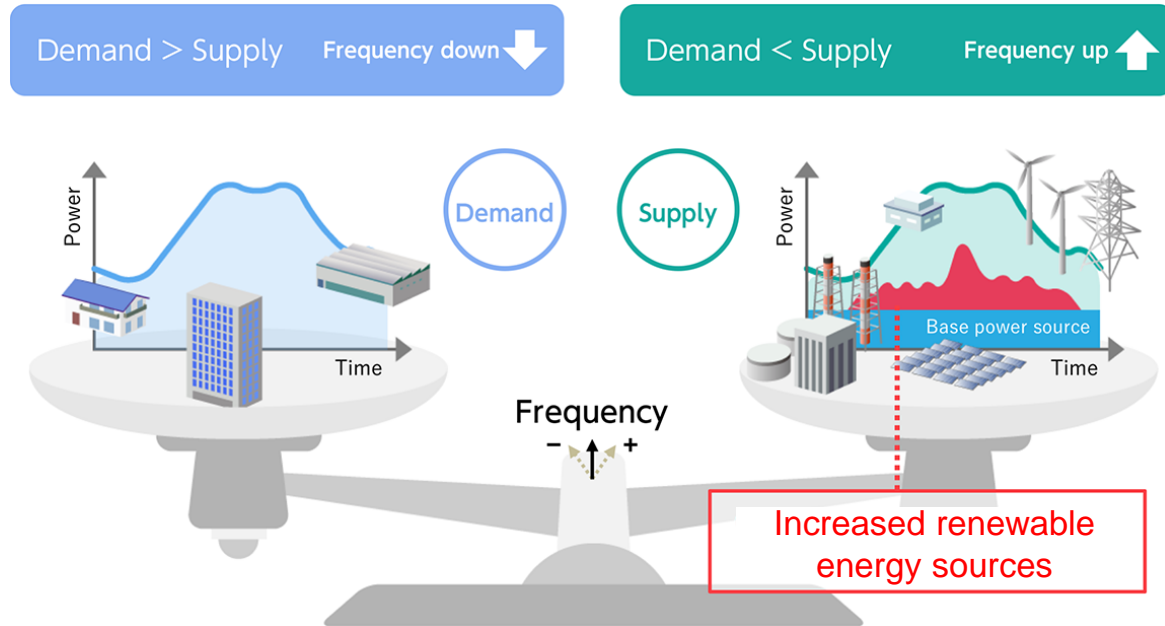 Demand > Supply Frequency down
Demand < Supply Frequency up
Power
Demand
Supply
Power
Base power source
Time
Time
Frequency
− +
Increased renewable
energy sources